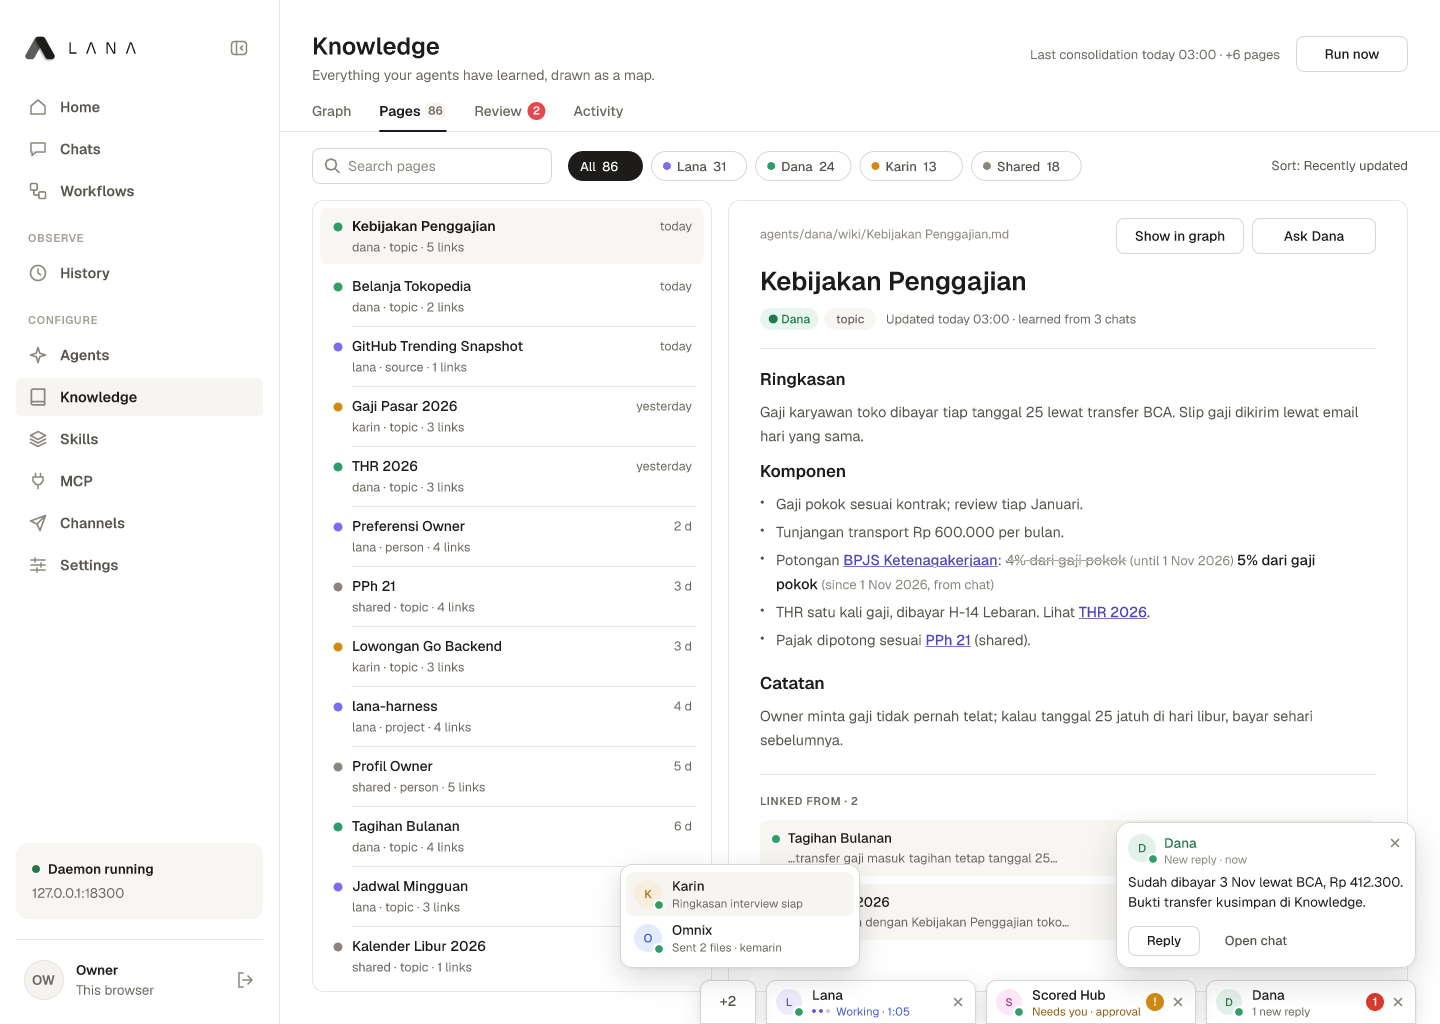 LANA
Home
Chats
Workflows
OBSERVE
History
CONFIGURE
Agents
Knowledge
Skills
MCP
Channels
Settings
Daemon running
127.0.0.1:18300
OW
Owner
This browser
Knowledge
Everything your agents have learned, drawn as a map.
Last consolidation today 03:00 · +6 pages
Run now
Graph
Pages 86
Review 2
Activity
Search pages
All 86
Lana 31
Dana 24
Karin 13
Shared 18
Sort: Recently updated
Kebijakan Penggajian today
dana · topic · 5 links
Belanja Tokopedia today
dana · topic · 2 links
GitHub Trending Snapshot today
lana · source · 1 links
Gaji Pasar 2026 yesterday
karin · topic · 3 links
THR 2026 yesterday
dana · topic · 3 links
Preferensi Owner 2 d
lana · person · 4 links
PPh 21 3 d
shared · topic · 4 links
Lowongan Go Backend 3 d
karin · topic · 3 links
lana-harness 4 d
lana · project · 4 links
Profil Owner 5 d
shared · person · 5 links
Tagihan Bulanan 6 d
dana · topic · 4 links
Jadwal Mingguan
lana · topic · 3 links
Kalender Libur 2026
shared · topic · 1 links
agents/dana/wiki/Kebijakan Penggajian.md
Show in graph
Ask Dana
Kebijakan Penggajian
Dana
topic
Updated today 03:00 · learned from 3 chats
Ringkasan
Gaji karyawan toko dibayar tiap tanggal 25 lewat transfer BCA. Slip gaji dikirim lewat email
hari yang sama.
Komponen
• Gaji pokok sesuai kontrak; review tiap Januari.
• Tunjangan transport Rp 600.000 per bulan.
• Potongan BPJS Ketenagakerjaan: 4% dari gaji pokok (until 1 Nov 2026) 5% dari gaji
pokok (since 1 Nov 2026, from chat)
• THR satu kali gaji, dibayar H-14 Lebaran. Lihat THR 2026.
• Pajak dipotong sesuai PPh 21 (shared).
Catatan
Owner minta gaji tidak pernah telat; kalau tanggal 25 jatuh di hari libur, bayar sehari
sebelumnya.
LINKED FROM · 2
Tagihan Bulanan
…transfer gaji masuk tagihan tetap tanggal 25…
2026
dengan Kebijakan Penggajian toko…
K
Karin
Ringkasan interview siap
O
Omnix
Sent 2 files · kemarin
D
Dana
New reply · now
Sudah dibayar 3 Nov lewat BCA, Rp 412.300.
Bukti transfer kusimpan di Knowledge.
Reply
Open chat
+2
L
Lana
Working · 1:05
S
Scored Hub
Needs you · approval
!
D
Dana
1 new reply
1